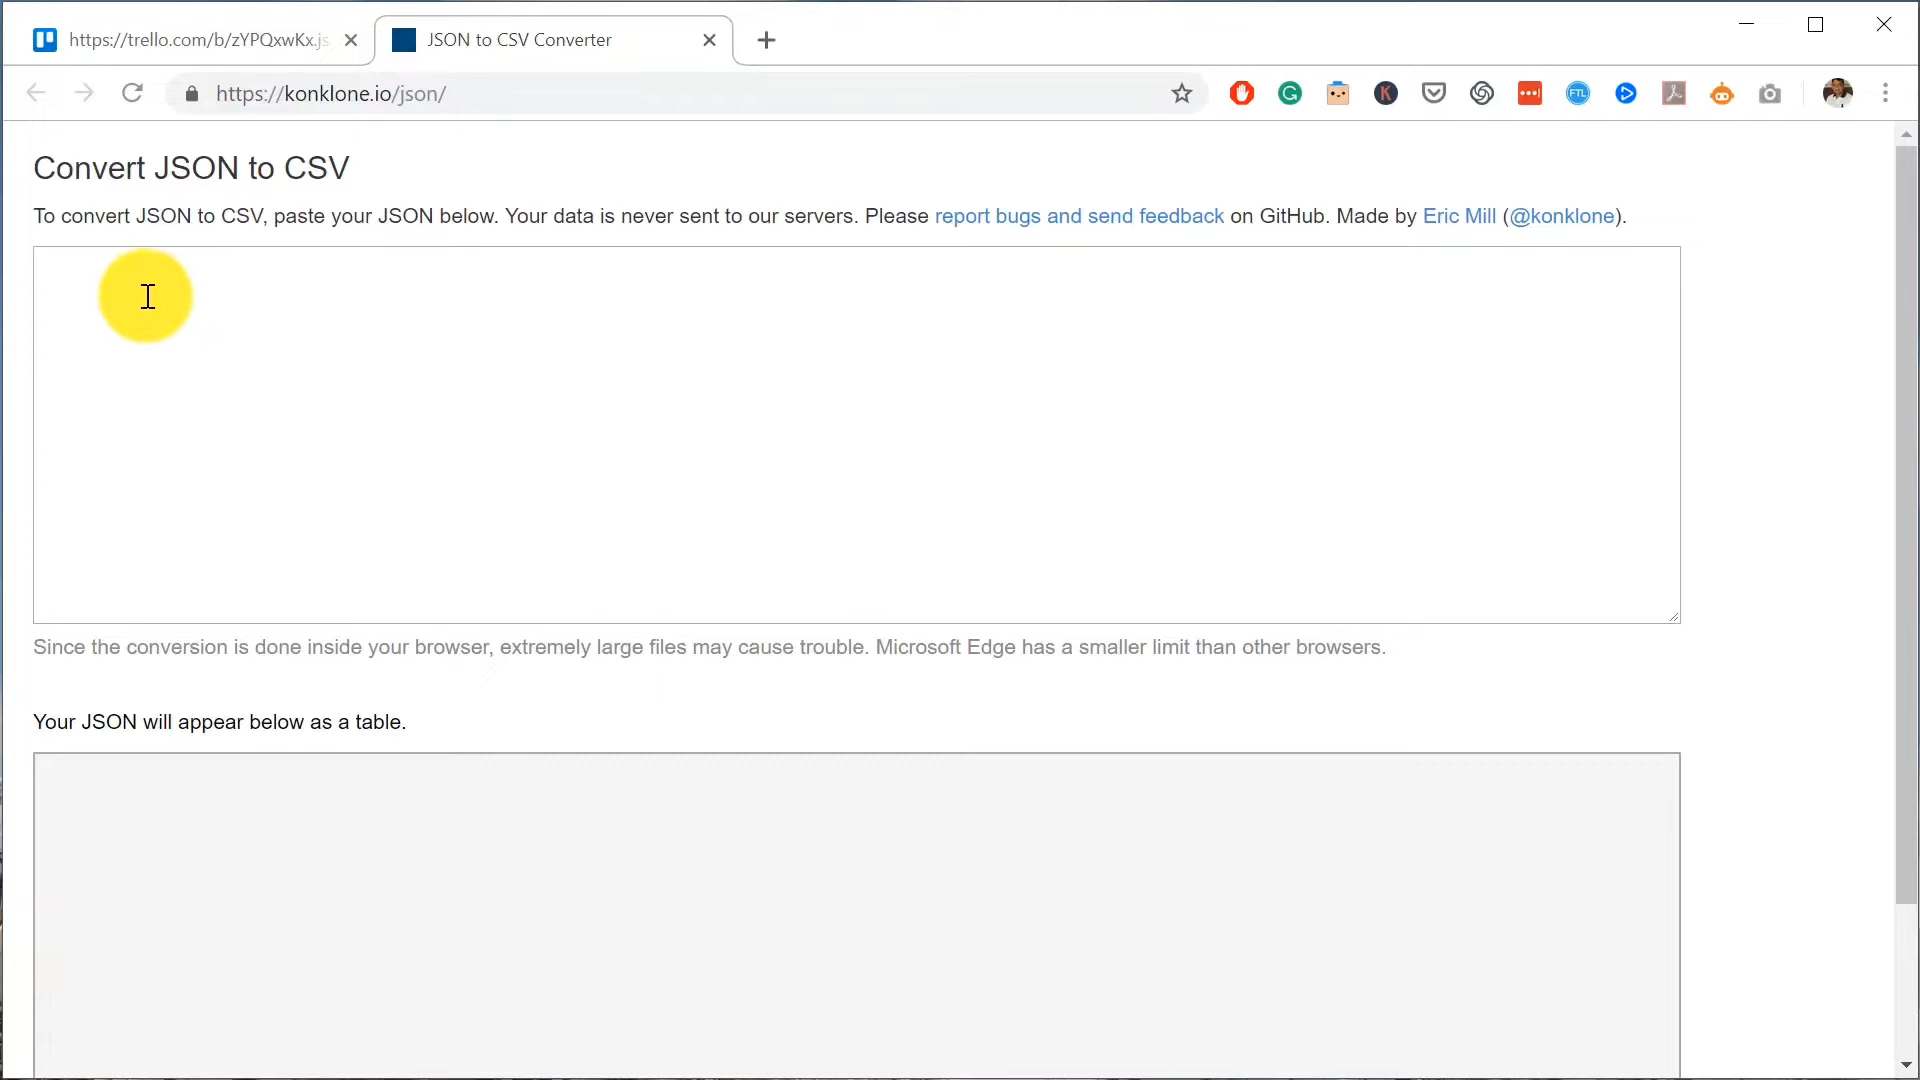 https://trello.com/b/zYPQxwKx.js
JSON to CSV Converter
https://konklone.io/json/
Convert JSON to CSV
To convert JSON to CSV, paste your JSON below. Your data is never sent to our servers. Please report bugs and send feedback on GitHub. Made by Eric Mill (@konklone).
Since the conversion is done inside your browser, extremely large files may cause trouble. Microsoft Edge has a smaller limit than other browsers.
Your JSON will appear below as a table.